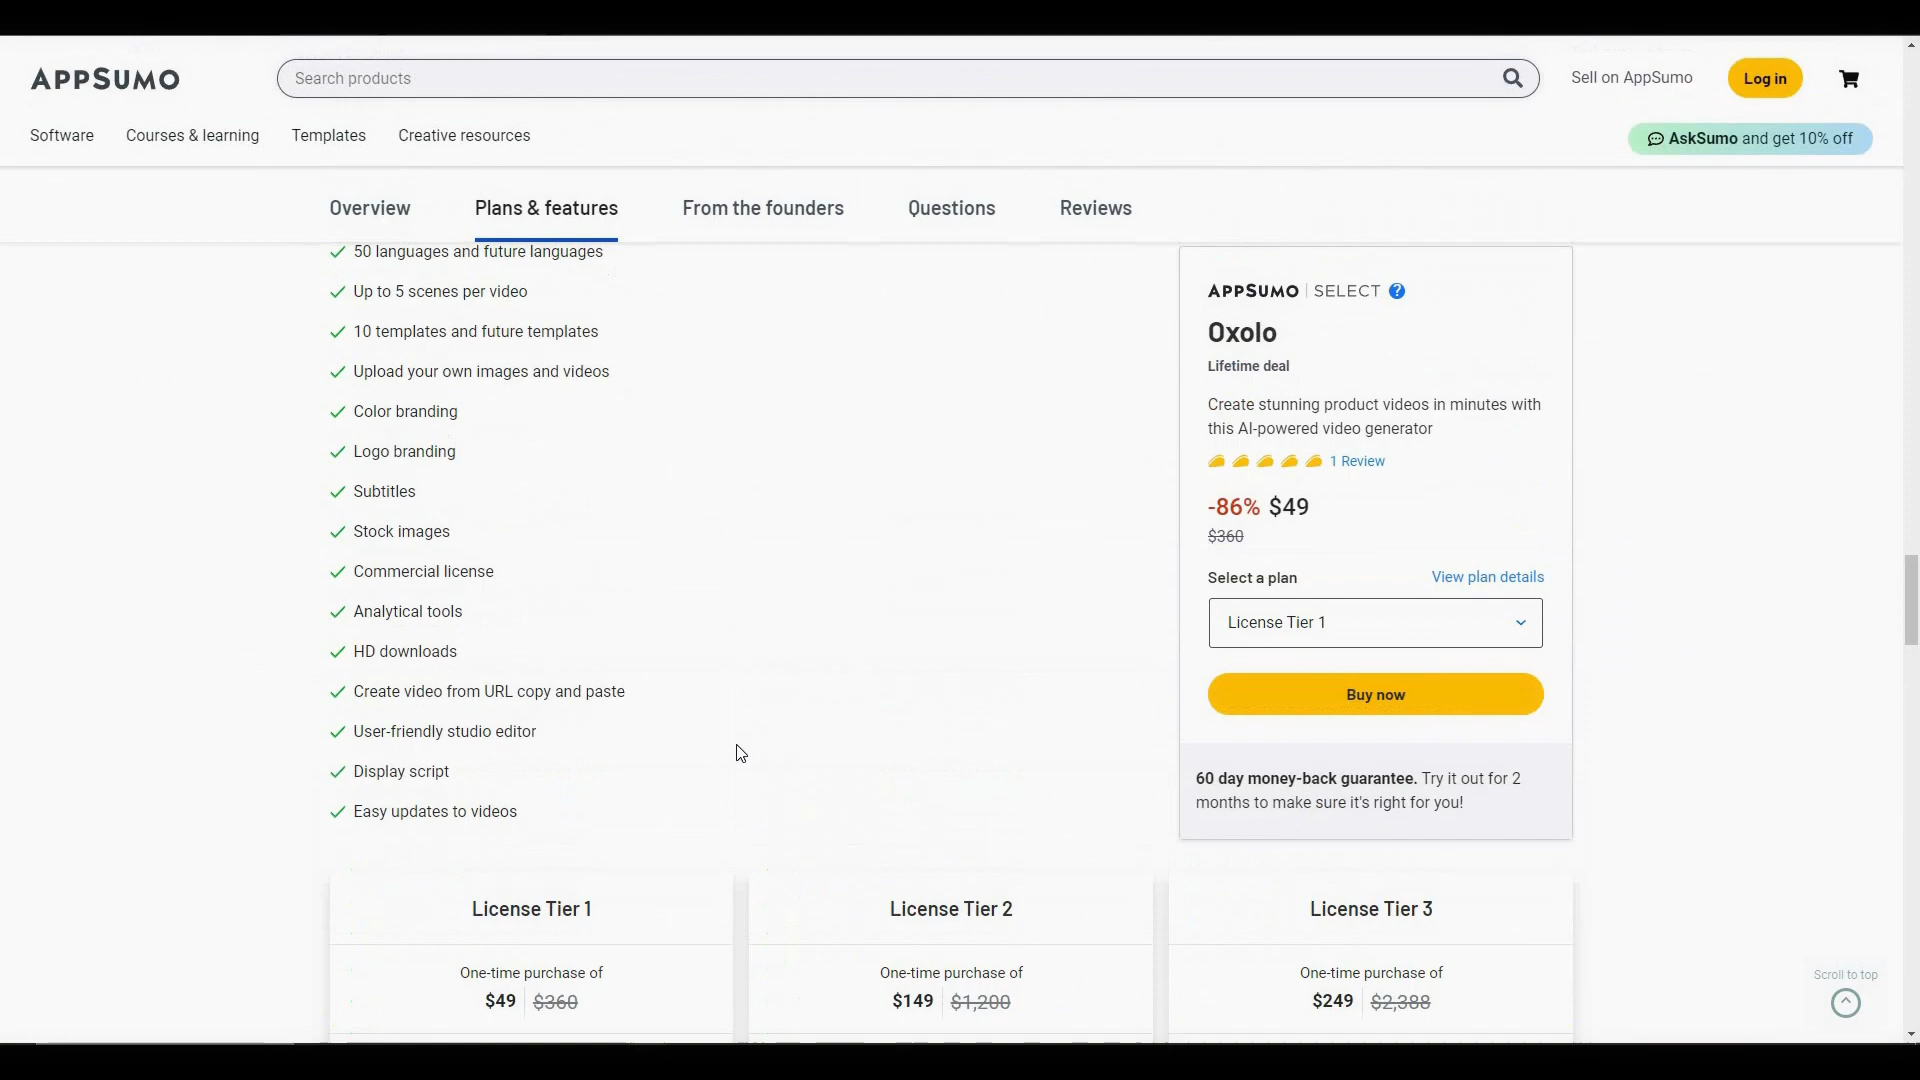 APPSUMO
Search products
Sell on AppSumo
Log in
Software
Courses & learning
Templates
Creative resources
AskSumo and get 10% off
Overview
Plans & features
From the founders
Questions
Reviews
50 languages and future languages
Up to 5 scenes per video
10 templates and future templates
Upload your own images and videos
Color branding
Logo branding
Subtitles
Stock images
Commercial license
Analytical tools
HD downloads
Create video from URL copy and paste
User-friendly studio editor
Display script
Easy updates to videos
APPSUMO | SELECT ?
Oxolo
Lifetime deal
Create stunning product videos in minutes with
this AI-powered video generator
1 Review
-86% $49
$360
Select a plan
View plan details
License Tier 1
Buy now
60 day money-back guarantee. Try it out for 2
months to make sure it's right for you!
License Tier 1
One-time purchase of
$49 $360
License Tier 2
One-time purchase of
$149 $1,200
License Tier 3
One-time purchase of
$249 $2,388
Scroll to top